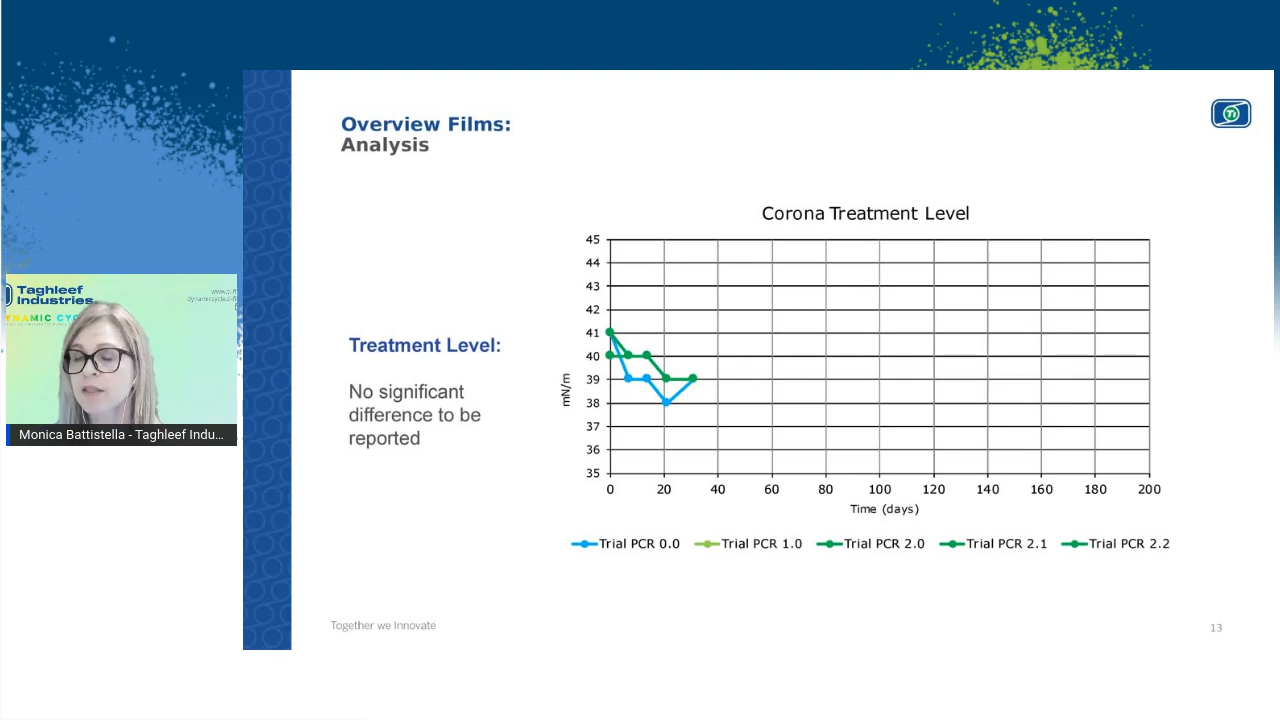 Overview Films:
Analysis
Ti
Corona Treatment Level
45
44
43
42
41
40
39
38
37
36
35
mN/m
0 20 40 60 80 100 120 140 160 180 200
Time (days)
Trial PCR 0.0 Trial PCR 1.0 Trial PCR 2.0 Trial PCR 2.1 Trial PCR 2.2
Treatment Level:
No significant
difference to be
reported
Taghleef
Industries
Monica Battistella - Taghleef Indu...
Together we Innovate
13